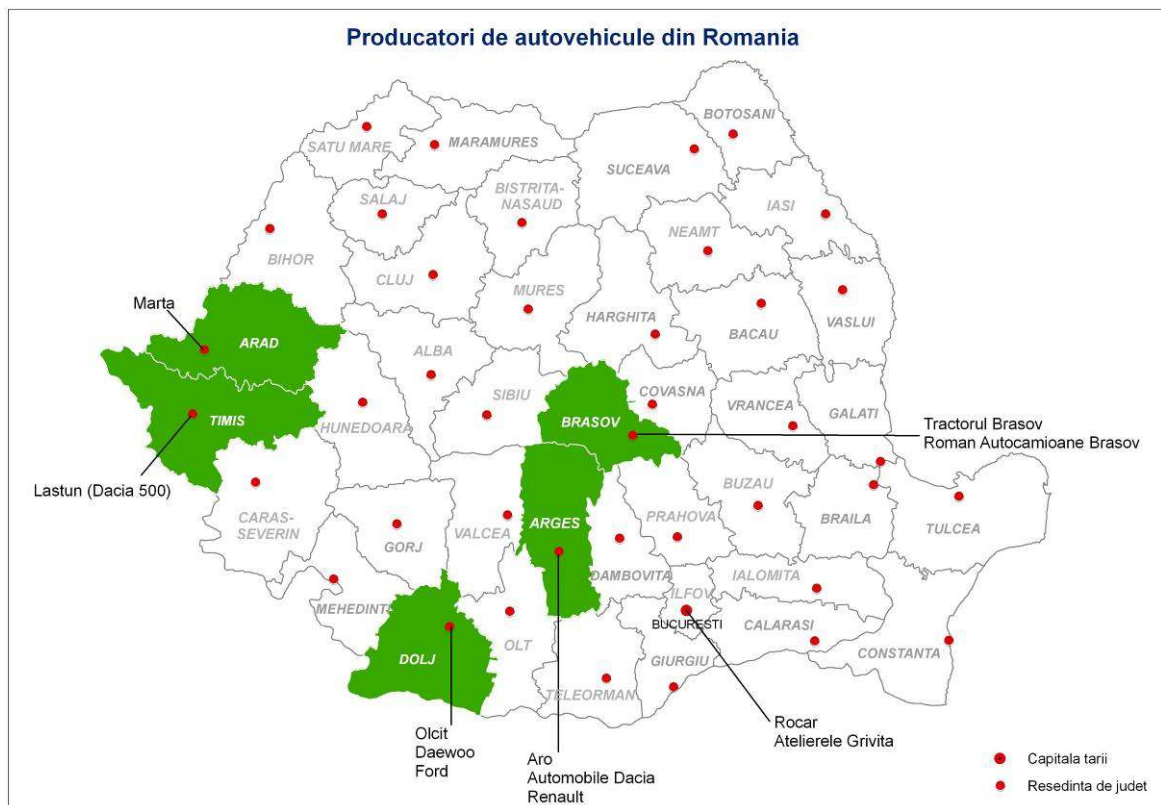 Producatori de autovehicule din Romania
BOTOSANI
SATU MARE
MARAMURES
SUCEAVA
BISTRITA-
NASAUD
SALAJ
IASI
NEAMT
BIHOR
CLUJ
MURES
Marta
HARGHITA
BACAU
VASLUI
ARAD
ALBA
SIBIU
COVASNA
VRANCEA
GALATI
TIMIS
HUNEDOARA
BRASOV
Tractorul Brasov
Roman Autocamioane Brasov
Lastun (Dacia 500)
BUZAU
CARAS-
SEVERIN
GORJ
VALCEA
ARGES
PRAHOVA
BRAILA
TULCEA
DAMBOVITA
IALOMITA
ILFOV
MEHEDINTI
BUCURESTI
OLT
CALARASI
DOLJ
GIURGIU
CONSTANTA
TELEORMAN
Rocar
Atelierele Grivita
Olcit
Daewoo
Ford
Aro
Automobile Dacia
Renault
Capitala tarii
Resedinta de judet